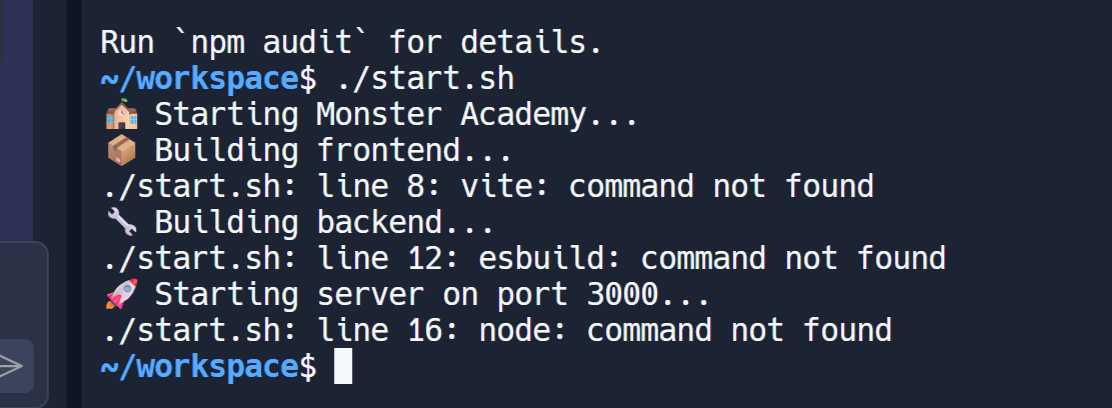 Run `npm audit` for details.
~/workspace$ ./start.sh
🏫 Starting Monster Academy...
📦 Building frontend...
./start.sh: line 8: vite: command not found
🔧 Building backend...
./start.sh: line 12: esbuild: command not found
🚀 Starting server on port 3000...
./start.sh: line 16: node: command not found
~/workspace$